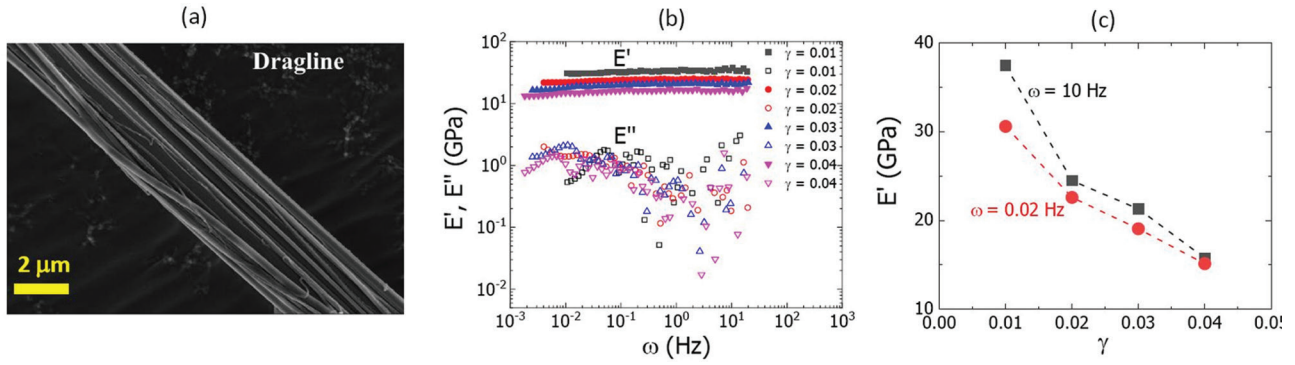 (a)
Dragline
2 μm
(b)
E', E'' (GPa)
10²
10¹
10⁰
10⁻¹
10⁻²
E'
E''
γ = 0.01
γ = 0.01
γ = 0.02
γ = 0.02
γ = 0.03
γ = 0.03
γ = 0.04
γ = 0.04
10⁻³ 10⁻² 10⁻¹ 10⁰ 10¹ 10² 10³
ω (Hz)
(c)
E' (GPa)
40
30
20
10
ω = 10 Hz
ω = 0.02 Hz
0.00 0.01 0.02 0.03 0.04 0.05
γ